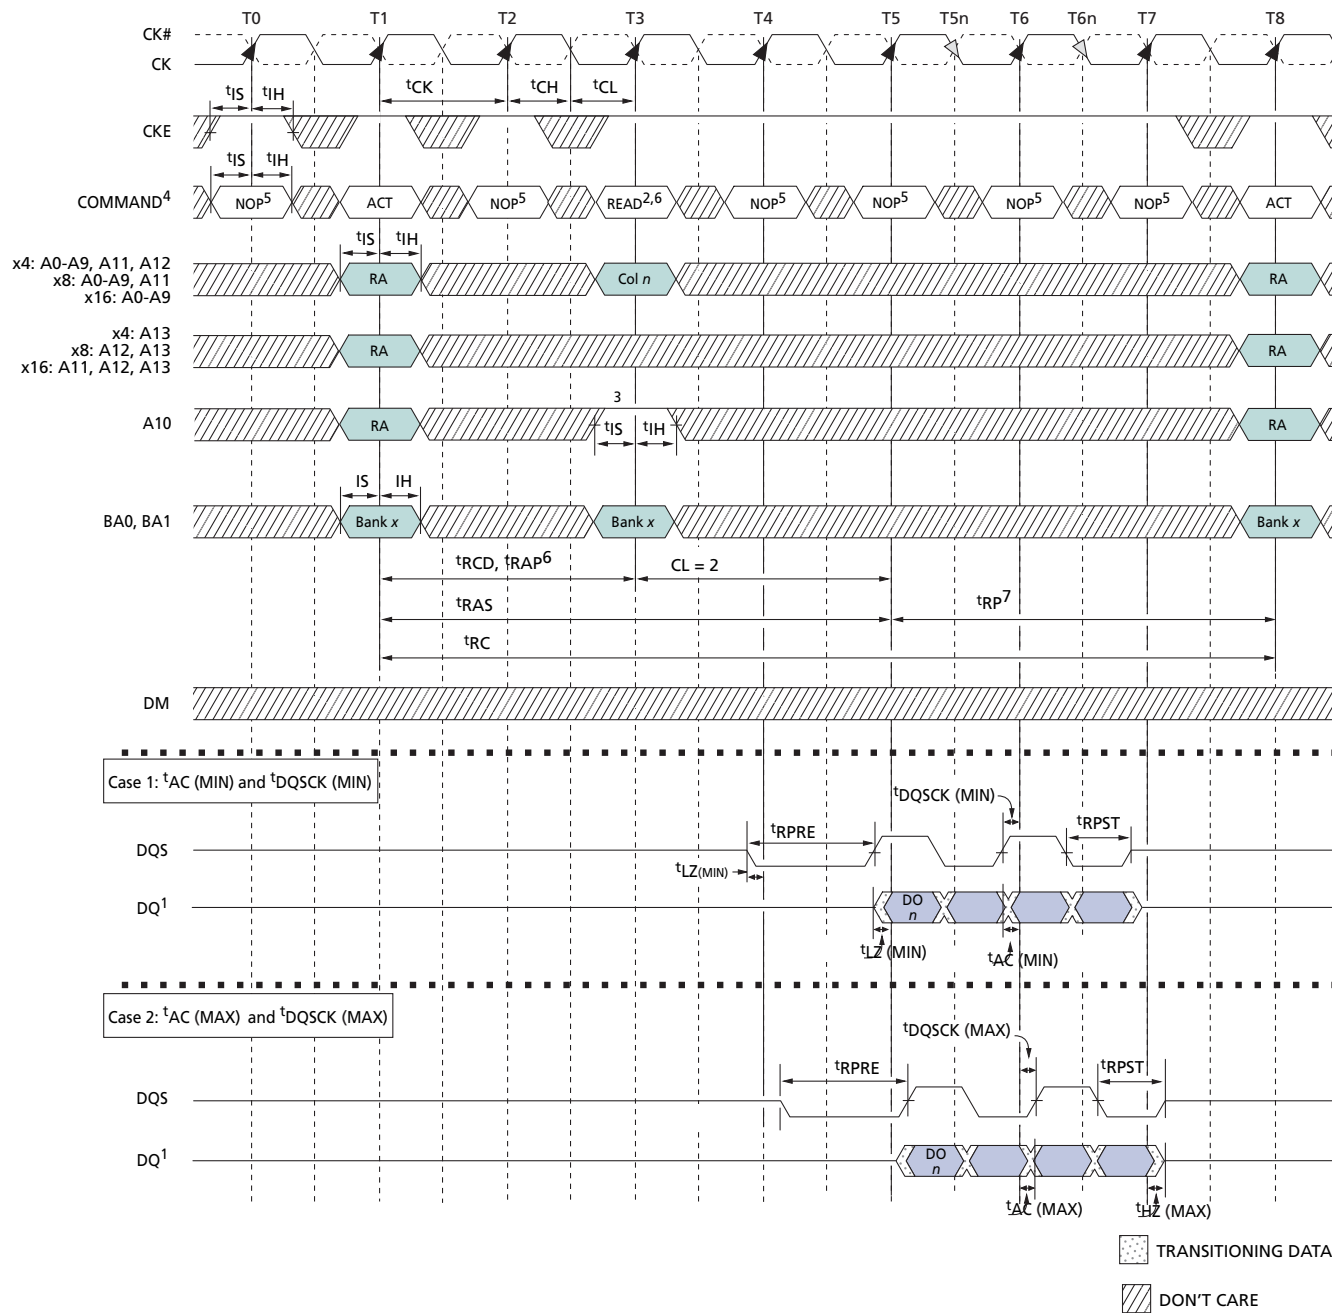 T0 T1 T2 T3 T4 T5 T5n T6 T6n T7 T8
CK#
CK
tCK tCH tCL
tIS tIH
CKE
tIS tIH
COMMAND4 NOP5 ACT NOP5 READ2,6 NOP5 NOP5 NOP5 NOP5 ACT
tIS tIH
x4: A0-A9, A11, A12
x8: A0-A9, A11
x16: A0-A9
RA Col n RA
x4: A13
x8: A12, A13
x16: A11, A12, A13
RA RA
3
A10 RA RA
tIS tIH
IS IH
BA0, BA1 Bank x Bank x Bank x
tRCD, tRAP6 CL = 2
tRAS tRP7
tRC
DM
Case 1: tAC (MIN) and tDQSCK (MIN)
tDQSCK (MIN)
tRPRE tRPST
DQS
tLZ(MIN)
DQ1 DO
n
tLZ (MIN) tAC (MIN)
Case 2: tAC (MAX) and tDQSCK (MAX)
tDQSCK (MAX)
tRPRE tRPST
DQS
DQ1 DO
n
tAC (MAX) tHZ (MAX)
TRANSITIONING DATA
DON'T CARE